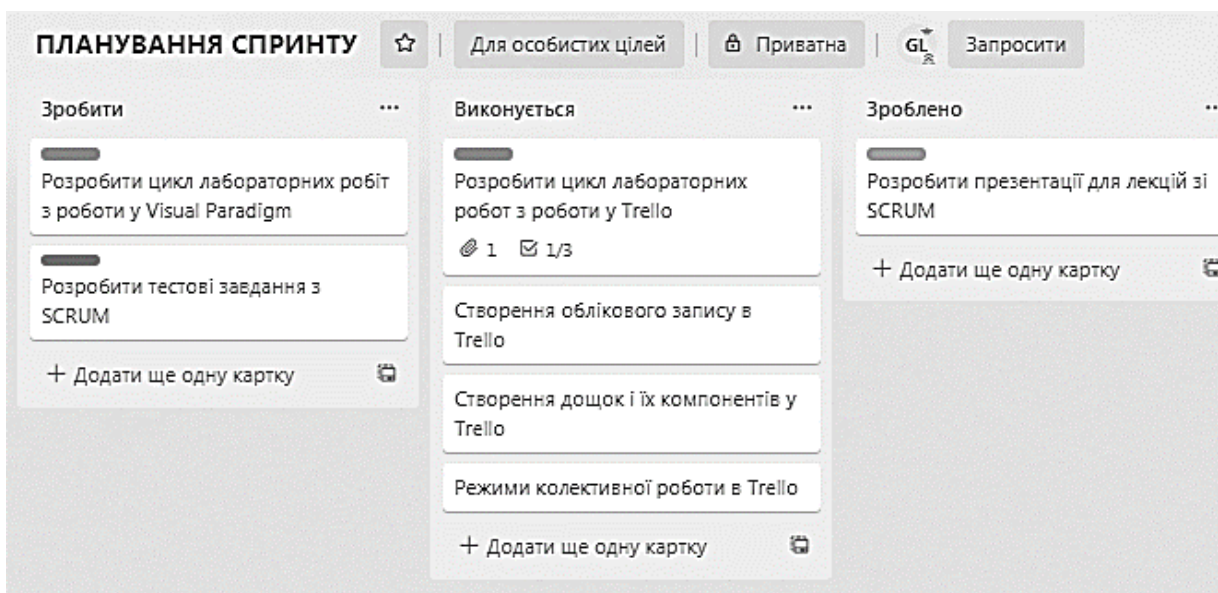 ПЛАНУВАННЯ СПРИНТУ
Для особистих цілей
Приватна
GL
Запросити
Зробити
Розробити цикл лабораторних робіт
з роботи у Visual Paradigm
Розробити тестові завдання з
SCRUM
+ Додати ще одну картку
Виконується
Розробити цикл лабораторних
робот з роботи у Trello
1 1/3
Створення облікового запису в
Trello
Створення дощок і їх компонентів у
Trello
Режими колективної роботи в Trello
+ Додати ще одну картку
Зроблено
Розробити презентації для лекцій зі
SCRUM
+ Додати ще одну картку